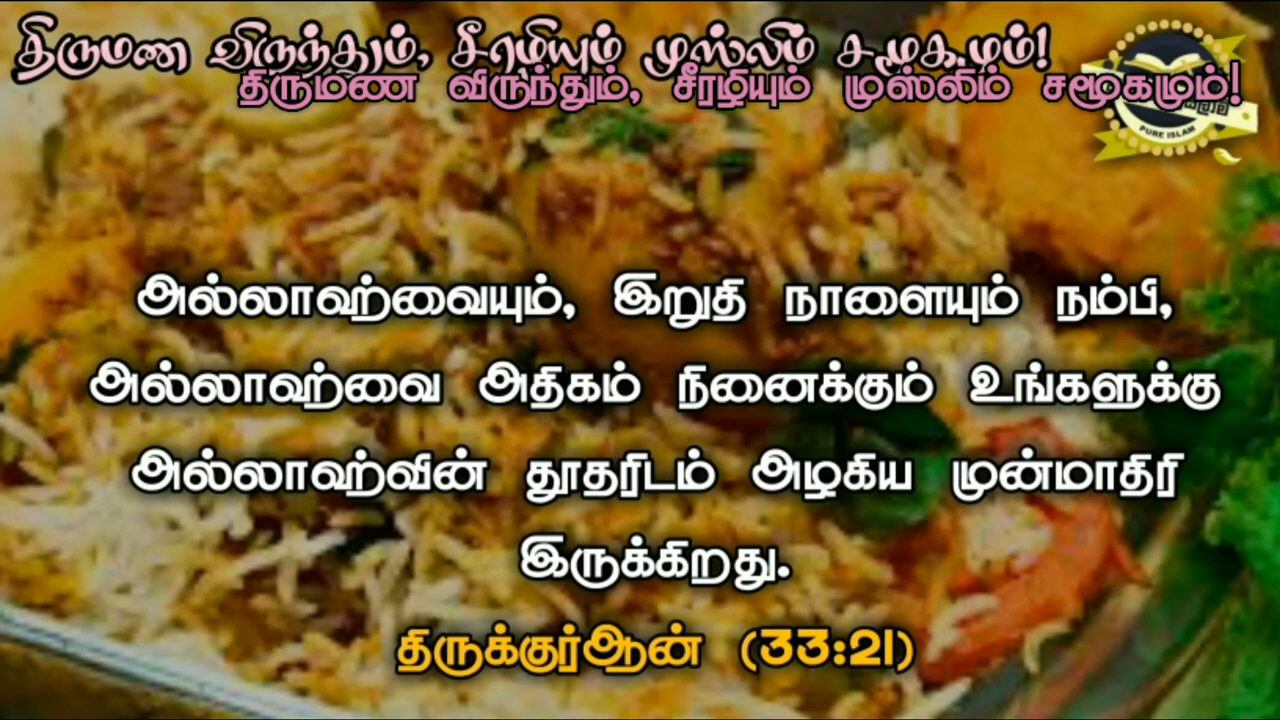 திருமண விருந்தும், சீரழியும் முஸ்லிம் சமூகமும்!
திருமண விருந்தும், சீரழியும் முஸ்லிம் சமூகமும்!
PURE ISLAM
அல்லாஹ்வையும், இறுதி நாளையும் நம்பி,
அல்லாஹ்வை அதிகம் நினைக்கும் உங்களுக்கு
அல்லாஹ்வின் தூதரிடம் அழகிய முன்மாதிரி
இருக்கிறது.
திருக்குர்ஆன் (33:21)